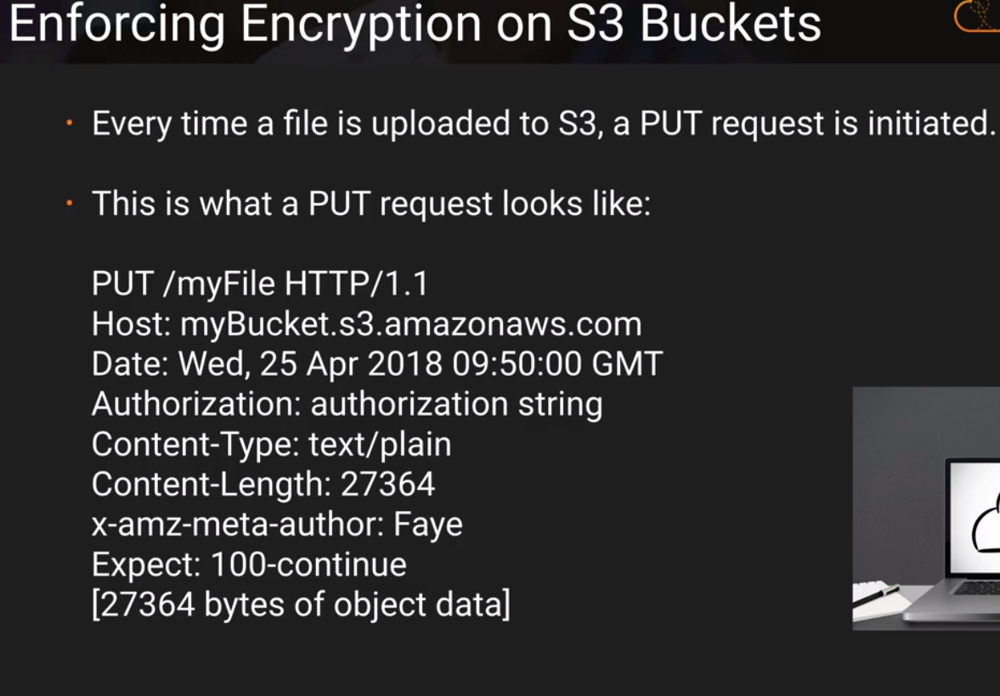 Enforcing Encryption on S3 Buckets
• Every time a file is uploaded to S3, a PUT request is initiated.
• This is what a PUT request looks like:
PUT /myFile HTTP/1.1
Host: myBucket.s3.amazonaws.com
Date: Wed, 25 Apr 2018 09:50:00 GMT
Authorization: authorization string
Content-Type: text/plain
Content-Length: 27364
x-amz-meta-author: Faye
Expect: 100-continue
[27364 bytes of object data]